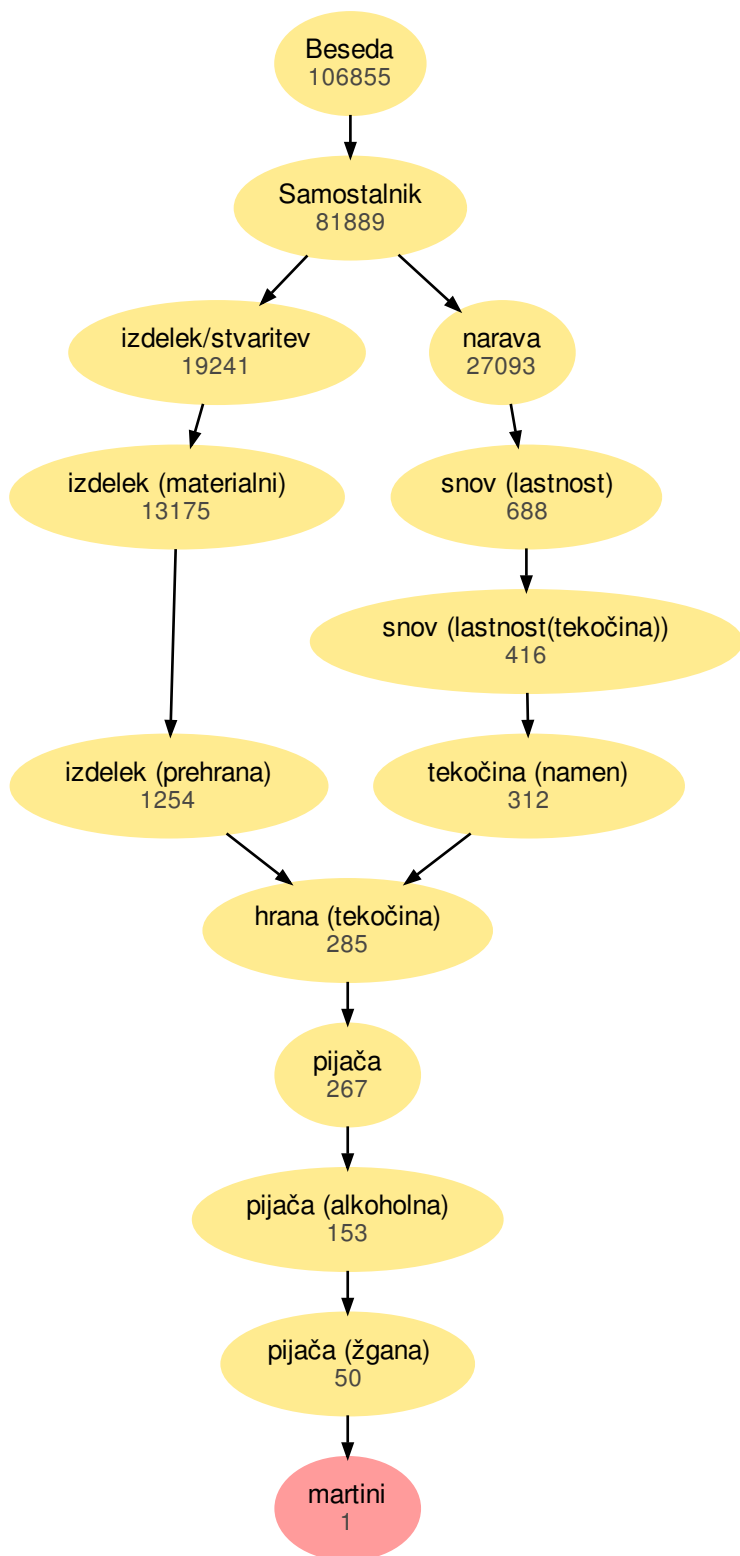 Beseda
106855
Samostalnik
81889
izdelek/stvaritev
19241
narava
27093
izdelek (materialni)
13175
snov (lastnost)
688
snov (lastnost(tekočina))
416
izdelek (prehrana)
1254
tekočina (namen)
312
hrana (tekočina)
285
pijača
267
pijača (alkoholna)
153
pijača (žgana)
50
martini
1